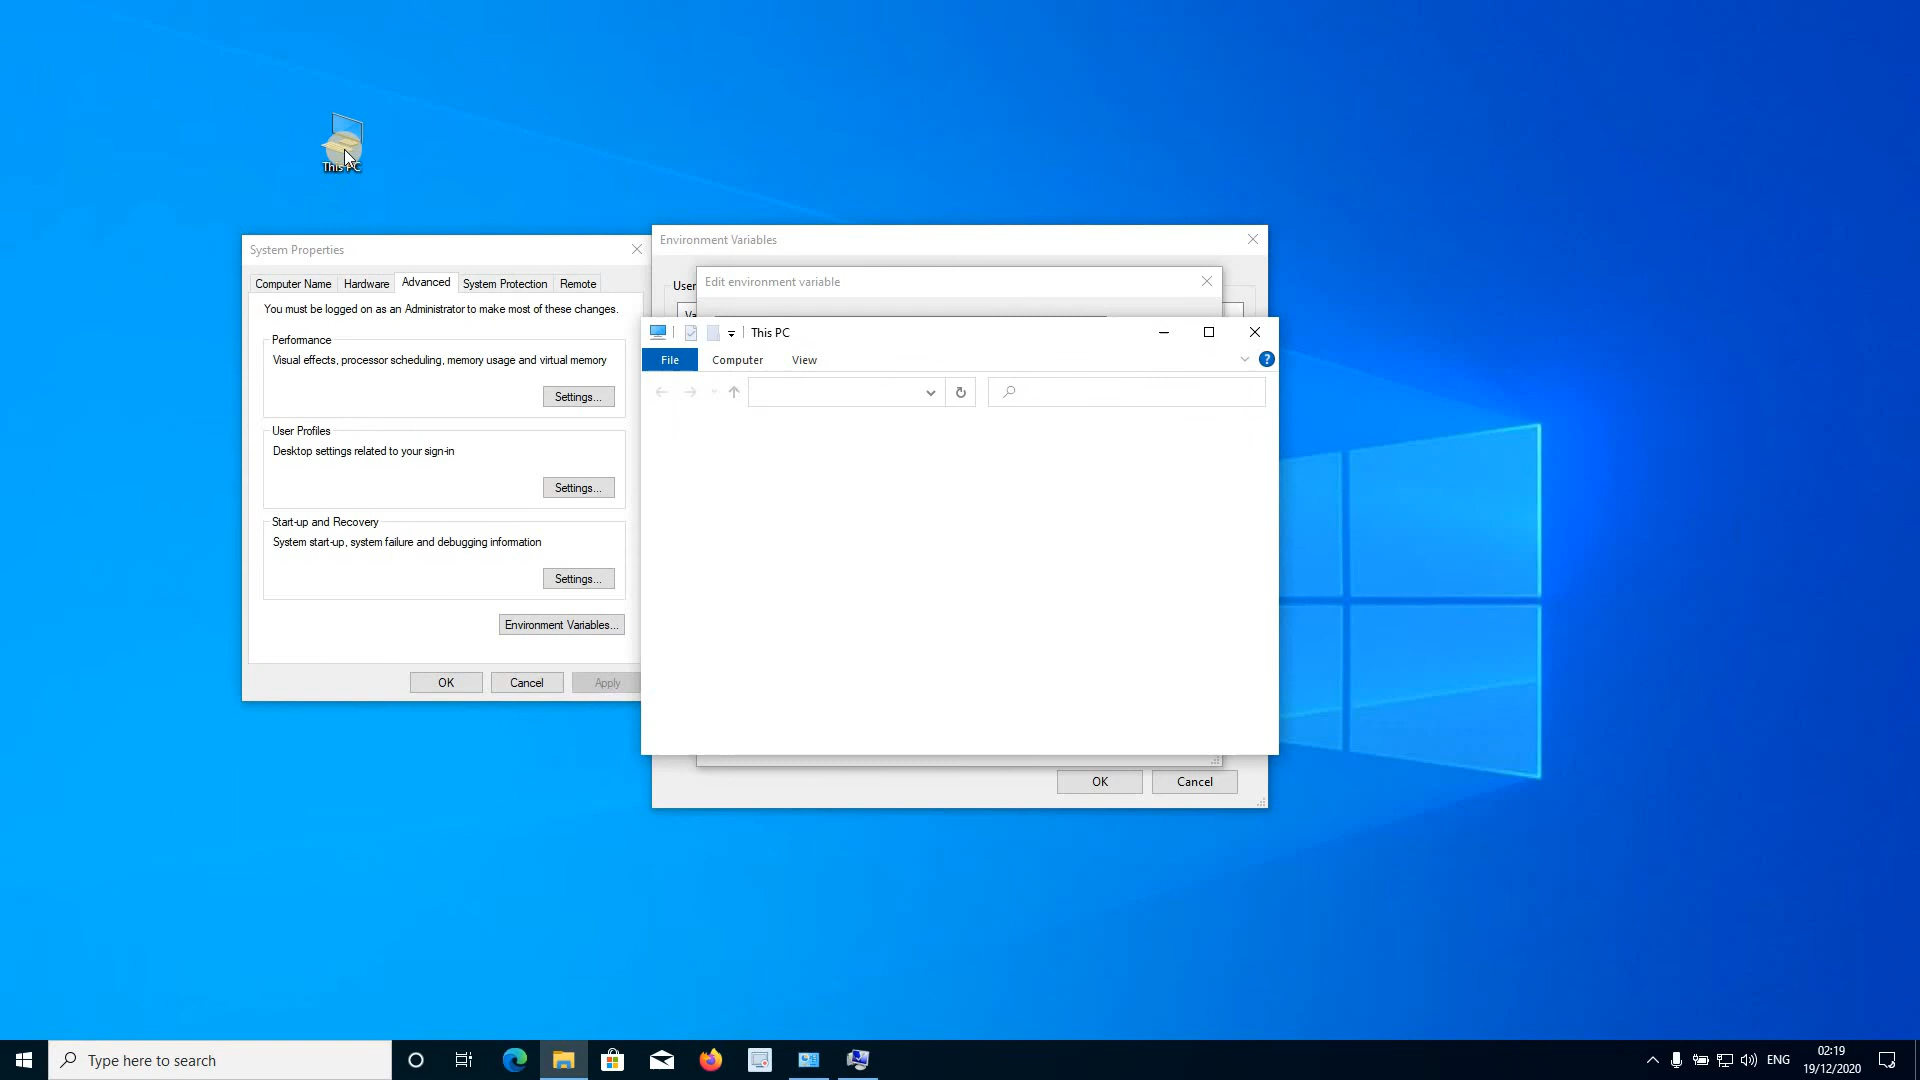 This PC
System Properties
Computer Name Hardware Advanced System Protection Remote
You must be logged on as an Administrator to make most of these changes.
Performance
Visual effects, processor scheduling, memory usage and virtual memory
Settings...
User Profiles
Desktop settings related to your sign-in
Settings...
Start-up and Recovery
System start-up, system failure and debugging information
Settings...
Environment Variables...
OK Cancel Apply
Environment Variables
User
Va
Edit environment variable
This PC
File Computer View
?
OK Cancel
Type here to search
ENG
02:19
19/12/2020